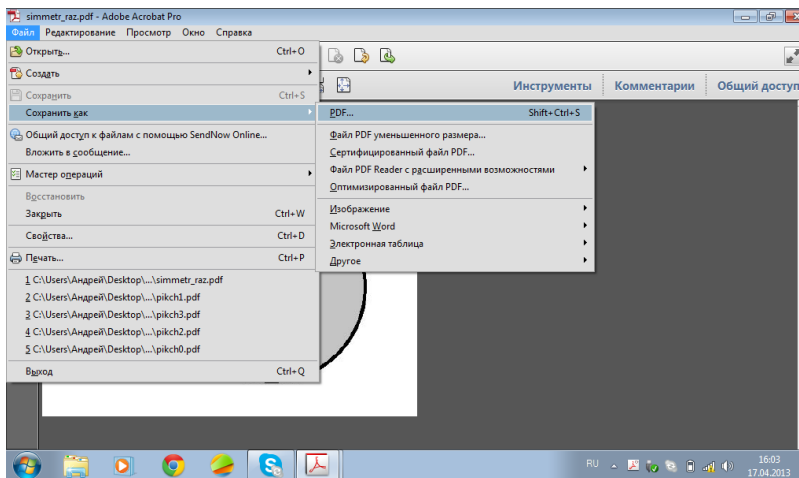 simmetr_raz.pdf - Adobe Acrobat Pro
Файл Редактирование Просмотр Окно Справка
Открыть... Ctrl+O
Создать
Сохранить Ctrl+S
Сохранить как
Общий доступ к файлам с помощью SendNow Online...
Вложить в сообщение...
Мастер операций
Восстановить
Закрыть Ctrl+W
Свойства... Ctrl+D
Печать... Ctrl+P
1 C:\Users\Андрей\Desktop\...\simmetr_raz.pdf
2 C:\Users\Андрей\Desktop\...\pikch1.pdf
3 C:\Users\Андрей\Desktop\...\pikch3.pdf
4 C:\Users\Андрей\Desktop\...\pikch2.pdf
5 C:\Users\Андрей\Desktop\...\pikch0.pdf
Выход Ctrl+Q
Инструменты Комментарии Общий доступ
PDF... Shift+Ctrl+S
Файл PDF уменьшенного размера...
Сертифицированный файл PDF...
Файл PDF Reader с расширенными возможностями
Оптимизированный файл PDF...
Изображение
Microsoft Word
Электронная таблица
Другое
RU
16:03
17.04.2013